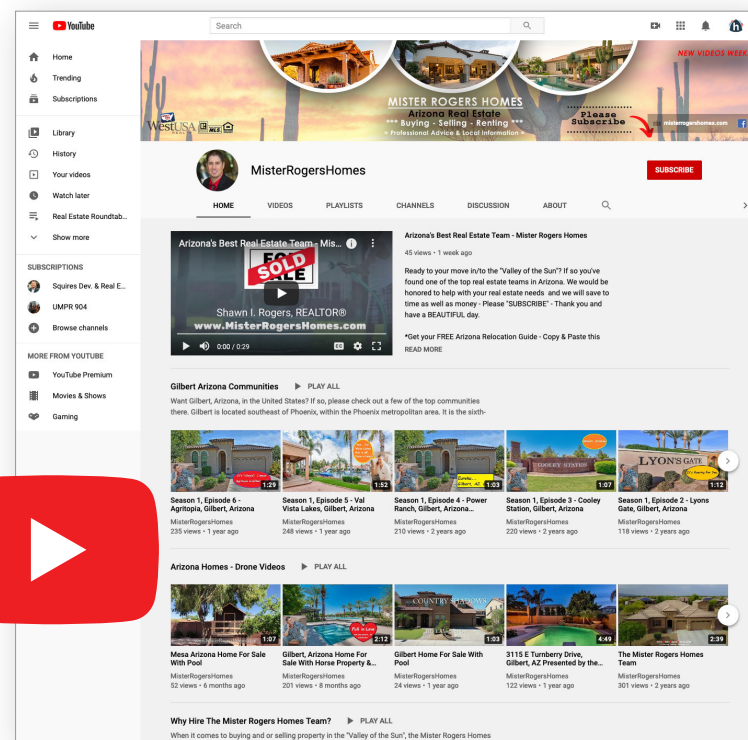 YouTube
Search
Home
Trending
Subscriptions
Library
History
Your videos
Watch later
Real Estate Roundtab...
Show more
SUBSCRIPTIONS
Squires Dev. & Real E...
UMPR 904
Browse channels
MORE FROM YOUTUBE
YouTube Premium
Movies & Shows
Gaming
NEW VIDEOS WEEK
MISTER ROGERS HOMES
Arizona Real Estate
*** Buying - Selling - Renting ***
Professional Advice & Local Information
WestUSA
REALTY
MLS
Please
Subscribe
misterrogershomes.com
MisterRogersHomes
SUBSCRIBE
HOME VIDEOS PLAYLISTS CHANNELS DISCUSSION ABOUT
Arizona's Best Real Estate Team - Mis...
FOR SALE
SOLD
Shawn I. Rogers, REALTOR®
www.MisterRogersHomes.com
0:00 / 0:29
CC
Arizona's Best Real Estate Team - Mister Rogers Homes
45 views • 1 week ago
Ready to your move in/to the "Valley of the Sun"? If so you've
found one of the top real estate teams in Arizona. We would be
honored to help with your real estate needs and we will save to
time as well as money - Please "SUBSCRIBE" - Thank you and
have a BEAUTIFUL day.
*Get your FREE Arizona Relocation Guide - Copy & Paste this
READ MORE
Gilbert Arizona Communities PLAY ALL
Want Gilbert, Arizona, in the United States? If so, please check out a few of the top communities
there. Gilbert is located southeast of Phoenix, within the Phoenix metropolitan area. It is the sixth-
1:29
1:52
Eureka...
Gilbert, AZ
1:03
COOLEY STATION
1:07
LYON'S GATE
1:12
Season 1, Episode 6 -
Agritopia, Gilbert, Arizona
MisterRogersHomes
235 views • 1 year ago
Season 1, Episode 5 - Val
Vista Lakes, Gilbert, Arizona
MisterRogersHomes
248 views • 1 year ago
Season 1, Episode 4 - Power
Ranch, Gilbert, Arizona...
MisterRogersHomes
210 views • 2 years ago
Season 1, Episode 3 - Cooley
Station, Gilbert, Arizona
MisterRogersHomes
220 views • 2 years ago
Season 1, Episode 2 - Lyons
Gate, Gilbert, Arizona
MisterRogersHomes
118 views • 2 years ago
Arizona Homes - Drone Videos PLAY ALL
1:07
Fall in Love
2:12
COUNTRY SHADOWS
1:03
4:49
2:39
Mesa Arizona Home For Sale
With Pool
MisterRogersHomes
52 views • 6 months ago
Gilbert, Arizona Home For
Sale With Horse Property &...
MisterRogersHomes
201 views • 8 months ago
Gilbert Home For Sale With
Pool
MisterRogersHomes
24 views • 1 year ago
3115 E Turnberry Drive,
Gilbert, AZ Presented by the...
MisterRogersHomes
122 views • 1 year ago
The Mister Rogers Homes
Team
MisterRogersHomes
301 views • 2 years ago
Why Hire The Mister Rogers Homes Team? PLAY ALL
When it comes to buying and or selling property in the "Valley of the Sun", the Mister Rogers Homes